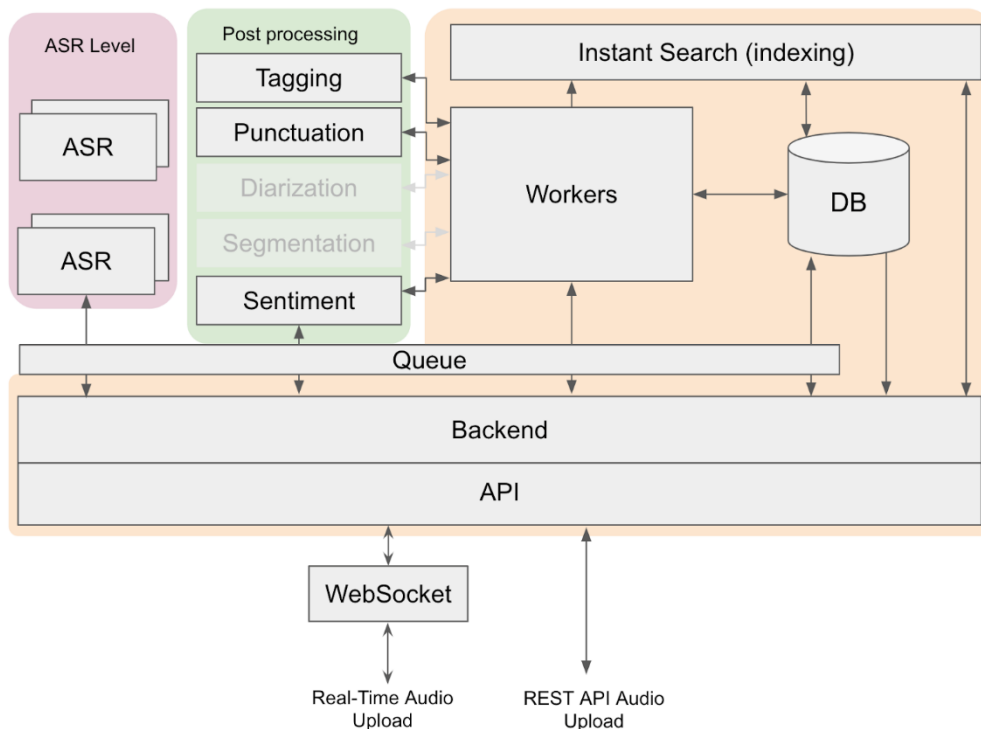 ASR Level
ASR
ASR
Post processing
Tagging
Punctuation
Diarization
Segmentation
Sentiment
Instant Search (indexing)
Workers
DB
Queue
Backend
API
WebSocket
Real-Time Audio
Upload
REST API Audio
Upload